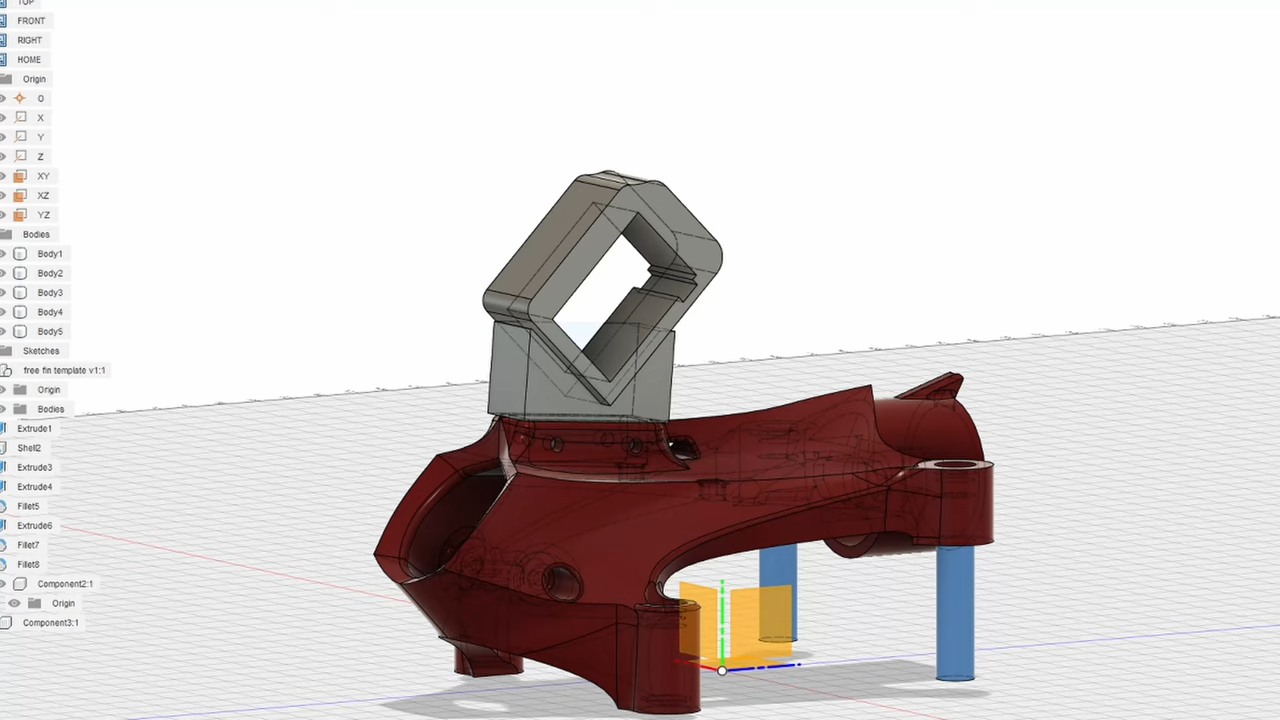 TOP
FRONT
RIGHT
HOME
Origin
O
X
Y
Z
XY
XZ
YZ
Bodies
Body1
Body2
Body3
Body4
Body5
Sketches
free fin template v1:1
Origin
Bodies
Extrude1
Shell2
Extrude3
Extrude4
Fillet5
Extrude6
Fillet7
Fillet8
Component2:1
Origin
Component3:1